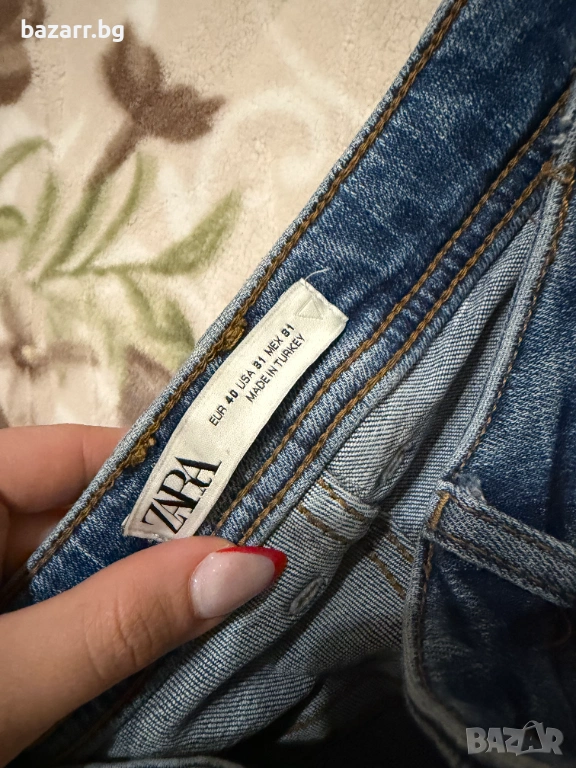 bazarr.bg
ZARA
EUR 40 USA 31 MEX 31
MADE IN TURKEY
BAZAR